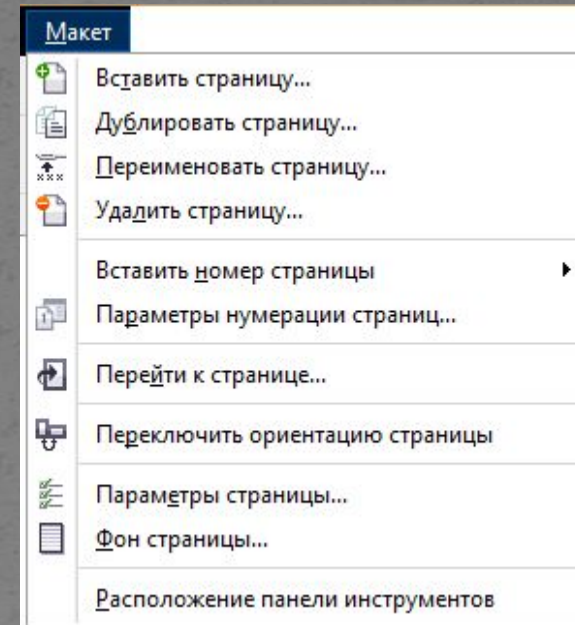 Макет
Вставить страницу...
Дублировать страницу...
Переименовать страницу...
Удалить страницу...
Вставить номер страницы
Параметры нумерации страниц...
Перейти к странице...
Переключить ориентацию страницы
Параметры страницы...
Фон страницы...
Расположение панели инструментов